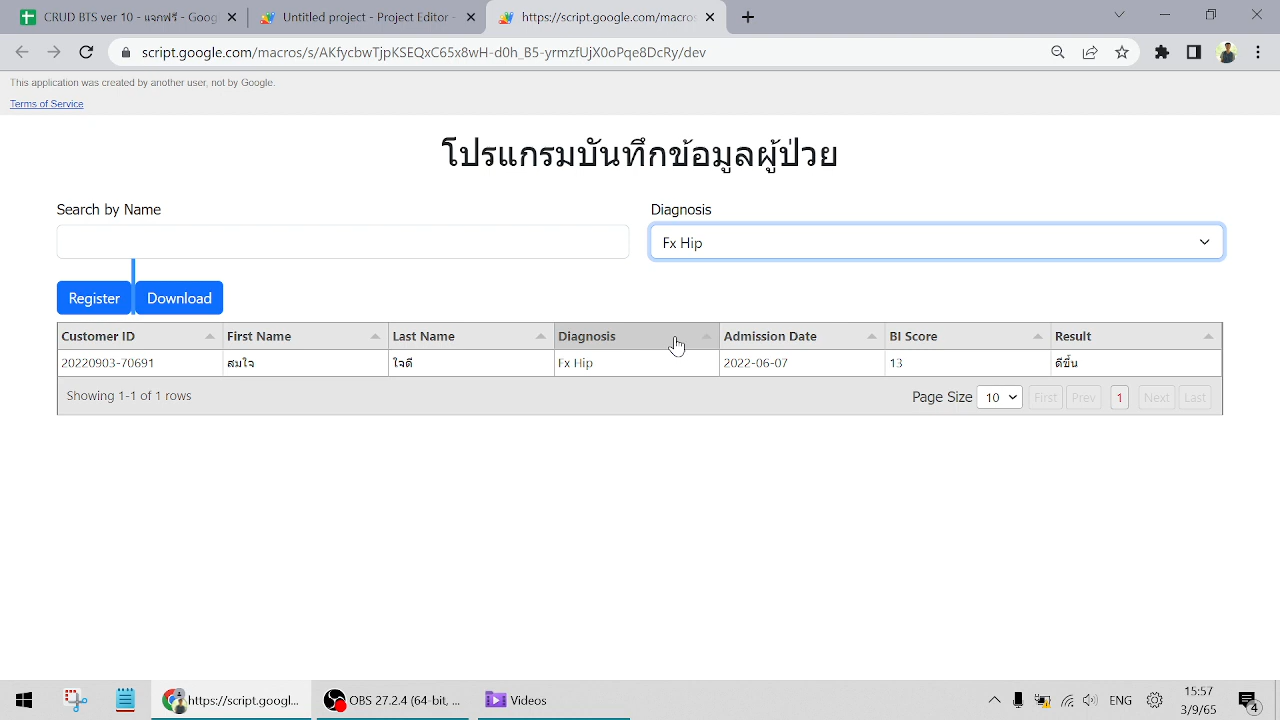 CRUD BTS ver 10 - แสนหวี - Goog
Untitled project - Project Editor -
https://script.google.com/macros
script.google.com/macros/s/AKfycbwTjpKSEQxC65x8wH-d0h_B5-yrmzfUjX0oPqe8DcRy/dev
This application was created by another user, not by Google.
Terms of Service
โปรแกรมบันทึกข้อมูลผู้ป่วย
Search by Name
Diagnosis
Fx Hip
Register
Download
Customer ID First Name Last Name Diagnosis Admission Date BI Score Result
20220903-70691 สมใจ ใจดี Fx Hip 2022-06-07 13 ดีขึ้น
Showing 1-1 of 1 rows
Page Size 10 First Prev 1 Next Last
https://script.googl...
OBS 27.2.4 (64-bit, ...
Videos
ENG
15:57
3/9/65
4